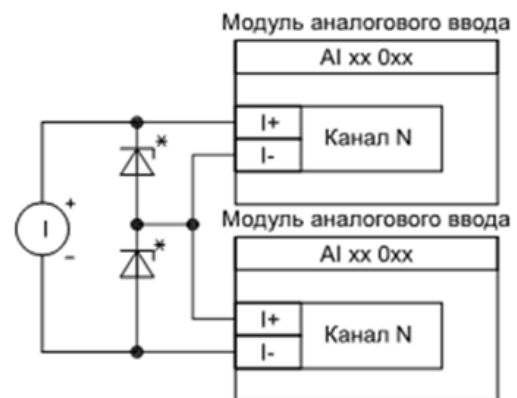 Модуль аналогового ввода
AI xx 0xx
I+
Канал N
I-
*
+
I
–
*
Модуль аналогового ввода
AI xx 0xx
I+
Канал N
I-